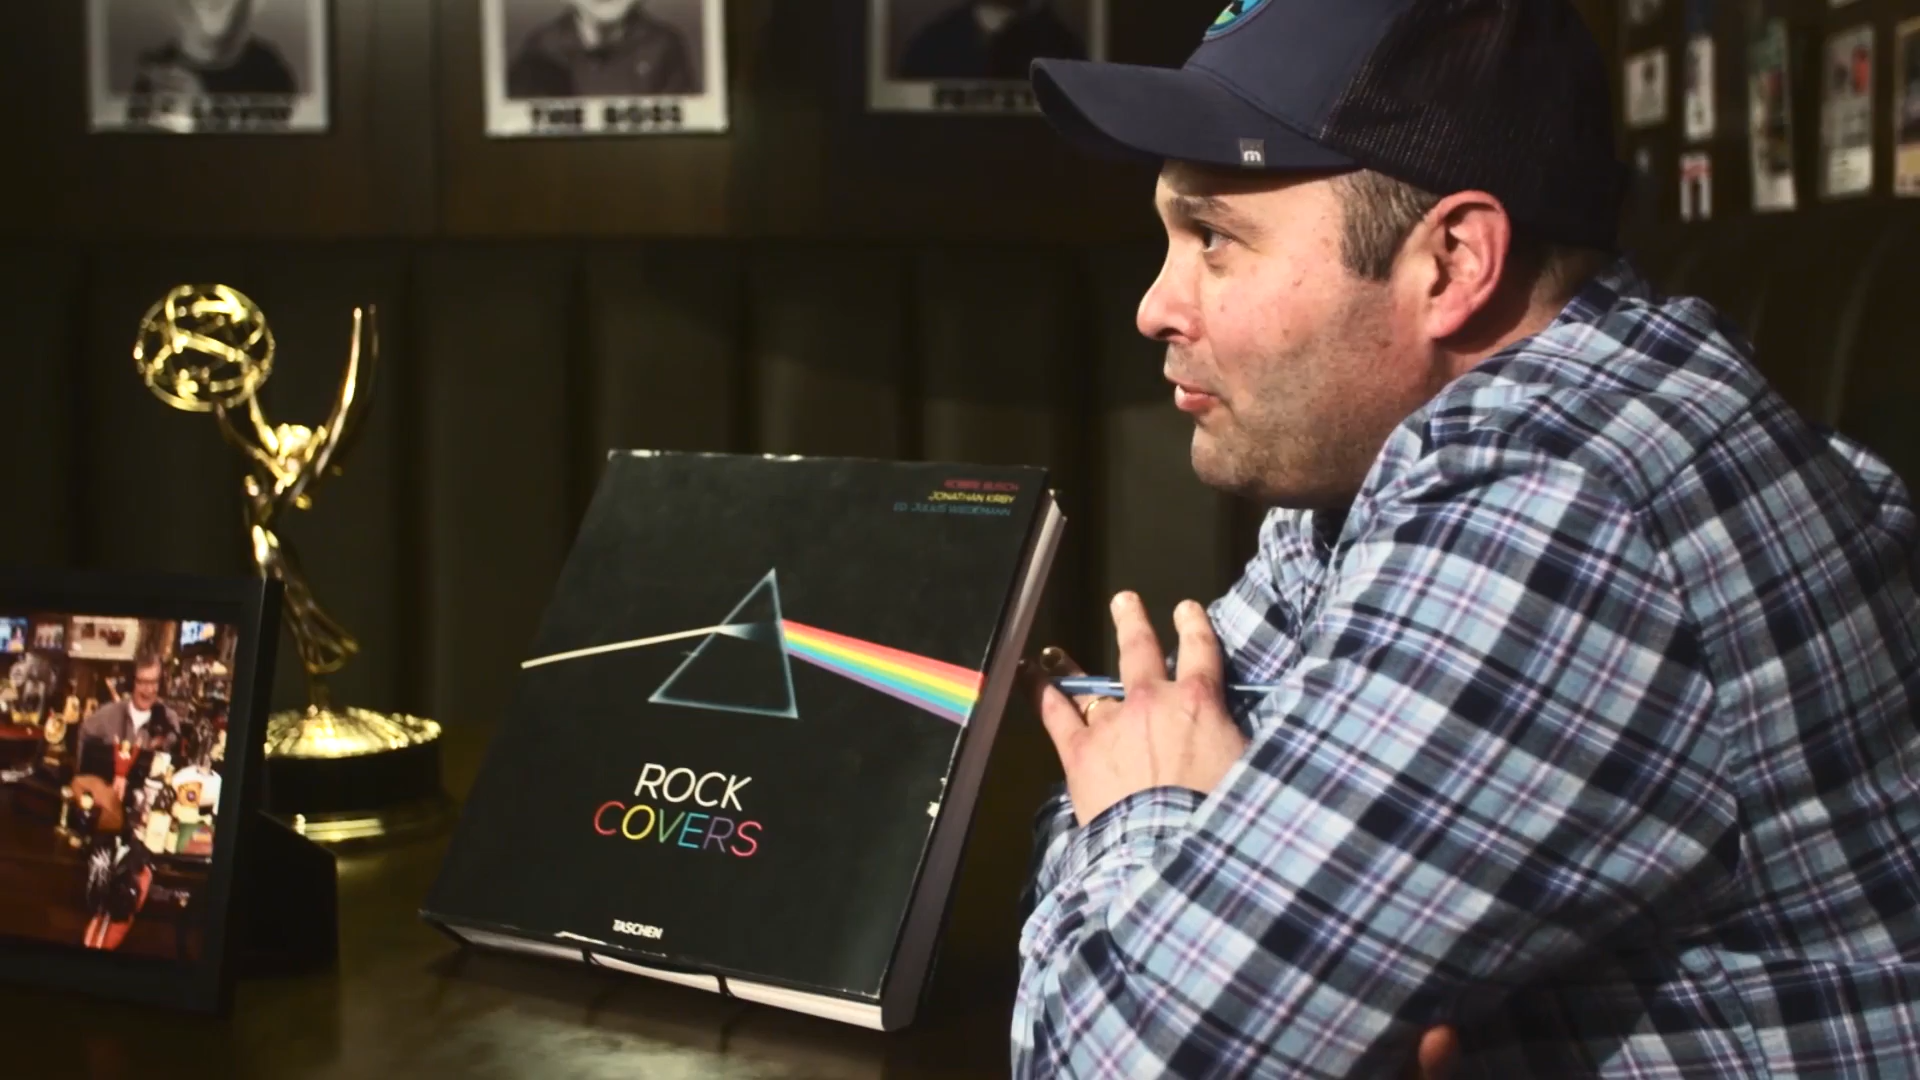 THE BOSS
ROBBIE BUSCH
JONATHAN KIRBY
ED. JULIUS WIEDEMANN
ROCK
COVERS
TASCHEN